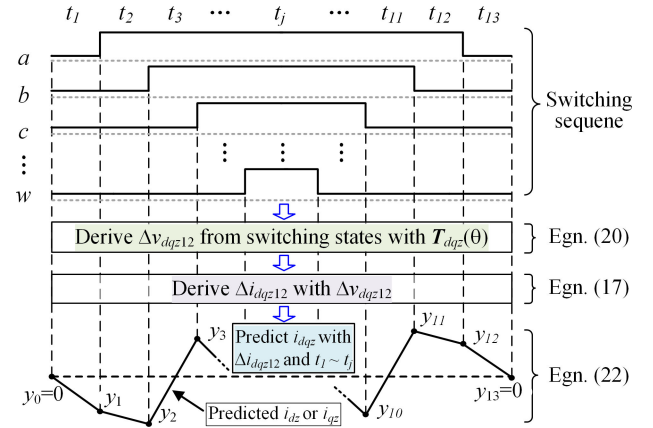 t1 t2 t3 ... tj ... t11 t12 t13
a
b
c
⋮ ⋮ ⋮ ⋮
w
Switching
sequene
Derive Δvdqz12 from switching states with Tdqz(θ)
Egn. (20)
Derive Δidqz12 with Δvdqz12
Egn. (17)
Predict idqz with
Δidqz12 and t1 ~ tj
y0=0
y1
y2
y3
y10
y11
y12
y13=0
Predicted idz or iqz
Egn. (22)